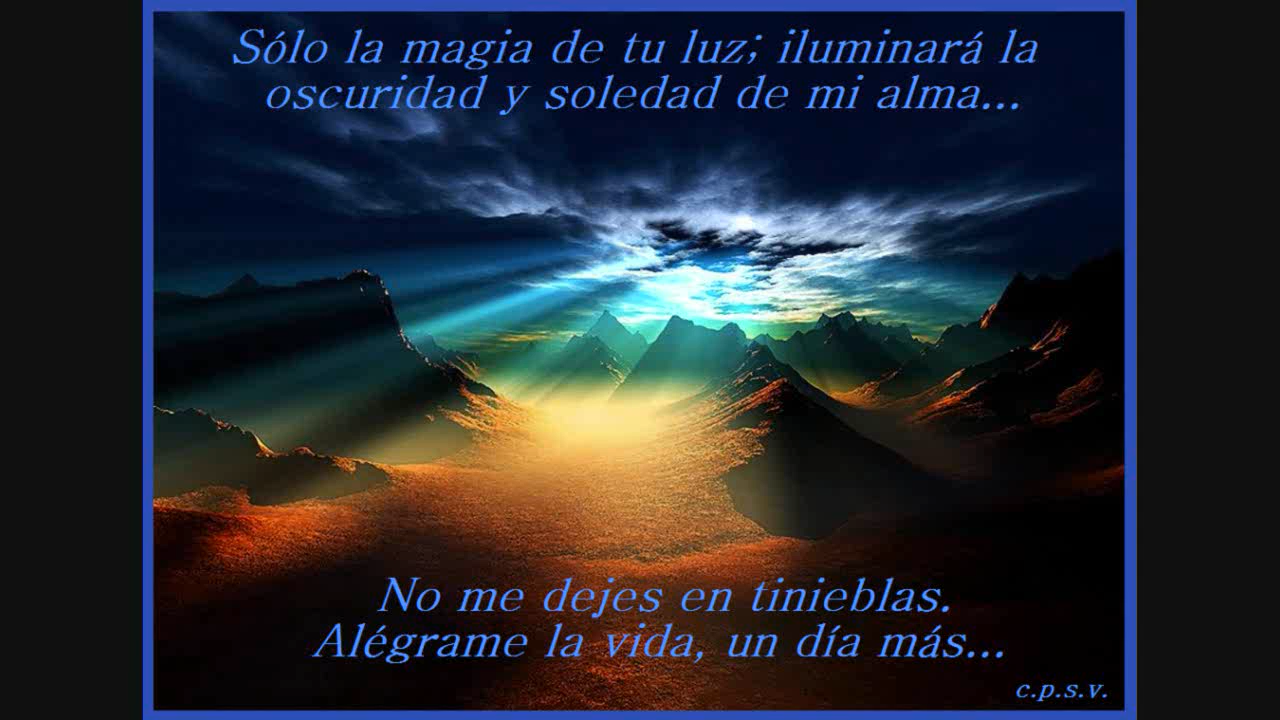 Sólo la magia de tu luz; iluminará la
oscuridad y soledad de mi alma...
No me dejes en tinieblas.
Alégrame la vida, un día más...
c.p.s.v.